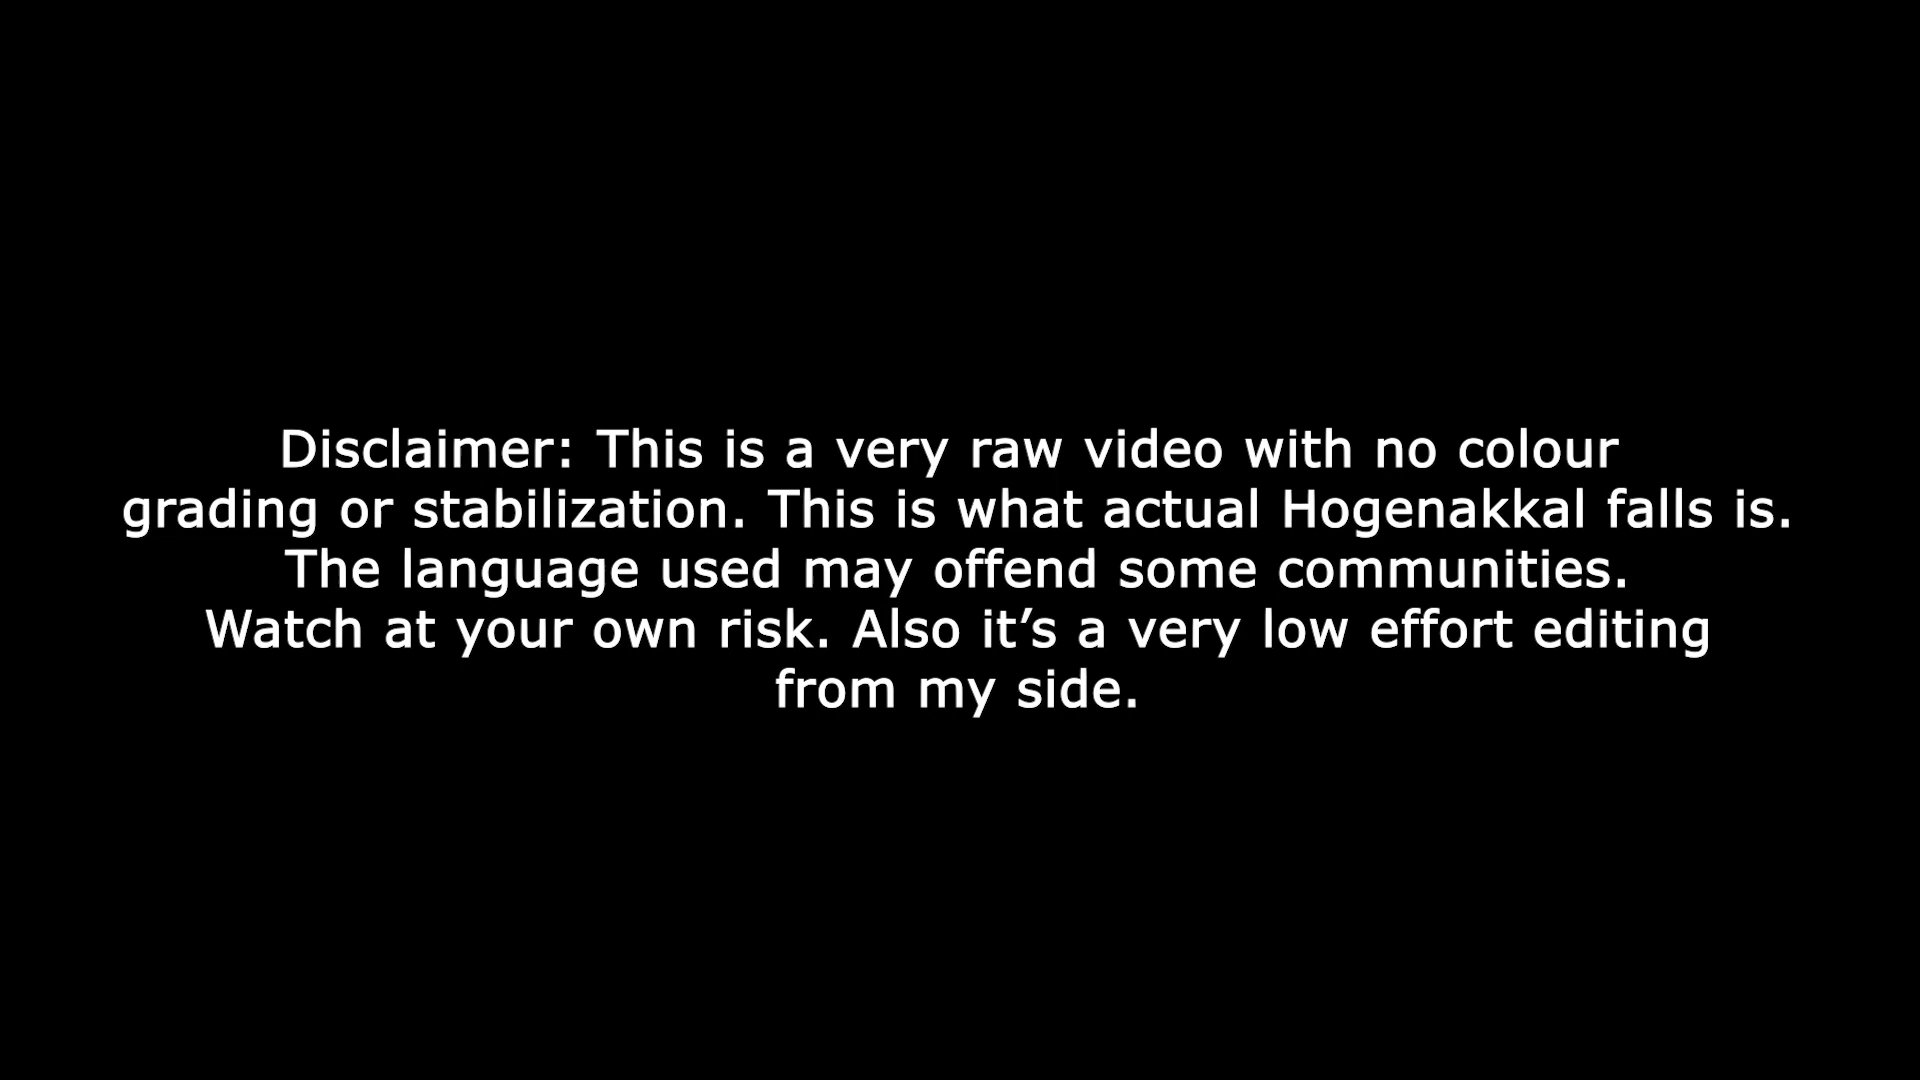 Disclaimer: This is a very raw video with no colour
grading or stabilization. This is what actual Hogenakkal falls is.
The language used may offend some communities.
Watch at your own risk. Also it’s a very low effort editing
from my side.